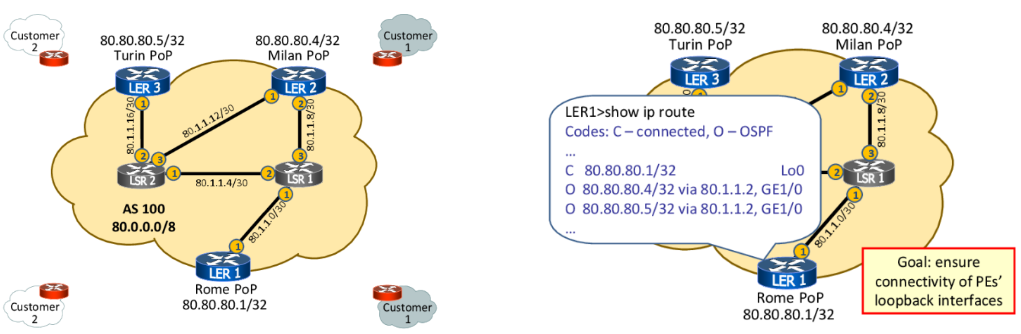 Customer
2
80.80.80.5/32
Turin PoP
80.80.80.4/32
Milan PoP
Customer
1
LER 3
LER 2
1
1
2
80.1.1.16/30
80.1.1.12/30
80.1.1.8/30
2
3
3
LSR 2
1
80.1.1.4/30
2
LSR 1
1
AS 100
80.0.0.0/8
80.1.1.0/30
1
LER 1
Rome PoP
80.80.80.1/32
Customer
2
Customer
1
80.80.80.5/32
Turin PoP
80.80.80.4/32
Milan PoP
LER 3
LER 2
1
1
2
LER1>show ip route
Codes: C – connected, O – OSPF
...
C 80.80.80.1/32 Lo0
O 80.80.80.4/32 via 80.1.1.2, GE1/0
O 80.80.80.5/32 via 80.1.1.2, GE1/0
...
80.1.1.8/30
3
2
LSR 1
1
80.1.1.0/30
1
LER 1
Rome PoP
80.80.80.1/32
Goal: ensure
connectivity of PEs'
loopback interfaces